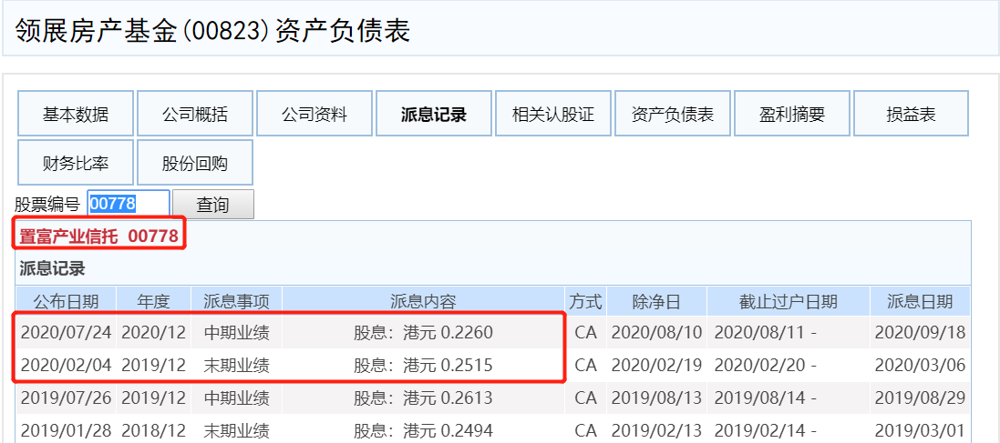 领展房产基金(00823)资产负债表
基本数据 公司概括 公司资料 派息记录 相关认股证 资产负债表 盈利摘要 损益表
财务比率 股份回购
股票编号 00778 查询
置富产业信托 00778
派息记录
公布日期 年度 派息事项 派息内容 方式 除净日 截止过户日期 派息日期
2020/07/24 2020/12 中期业绩 股息：港元 0.2260 CA 2020/08/10 2020/08/11 - 2020/09/18
2020/02/04 2019/12 末期业绩 股息：港元 0.2515 CA 2020/02/19 2020/02/20 - 2020/03/06
2019/07/26 2019/12 中期业绩 股息：港元 0.2613 CA 2019/08/13 2019/08/14 - 2019/08/29
2019/01/28 2018/12 末期业绩 股息：港元 0.2494 CA 2019/02/13 2019/02/14 - 2019/03/01